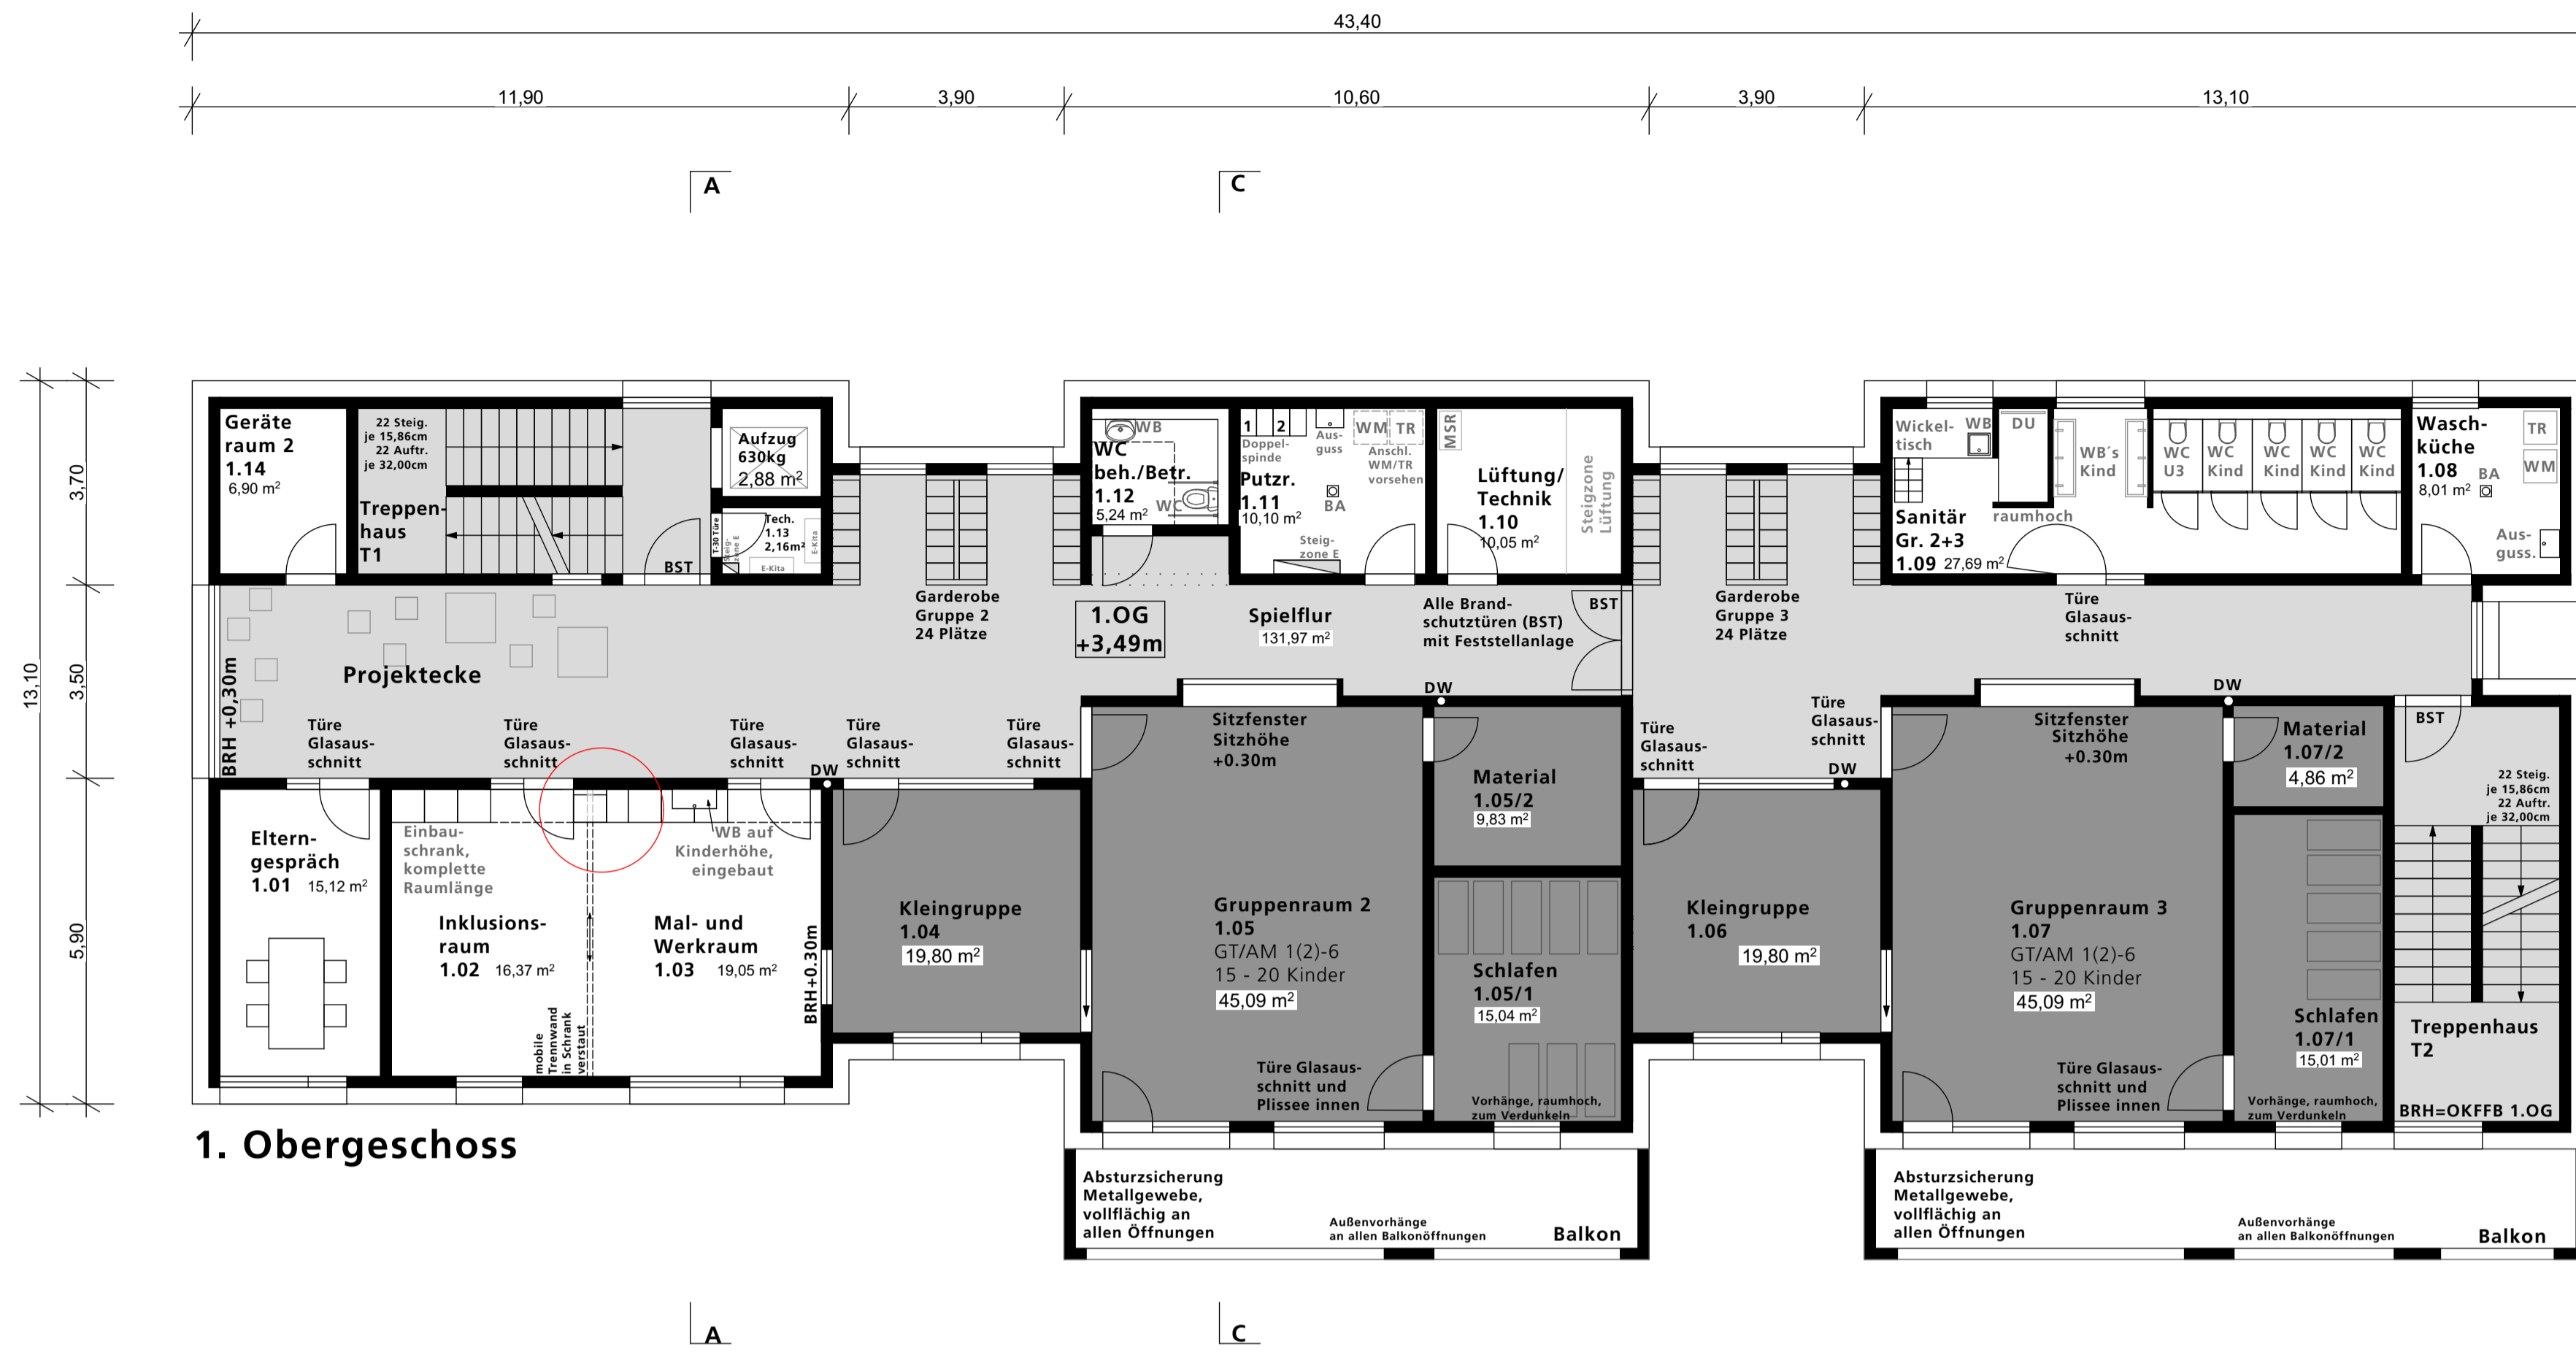 43,40
11,90
3,90
10,60
3,90
13,10
A
C
13,10
3,70
3,50
5,90
Geräte
raum 2
1.14
6,90 m²
22 Steig.
je 15,86cm
22 Auftr.
je 32,00cm
Treppen-
haus
T1
BST
Aufzug
630kg
2,88 m²
T-30 Türe
Steig-
zone E
Tech.
1.13
2,16m²
E-Kita
E-Kita
Garderobe
Gruppe 2
24 Plätze
WB
WC
beh./Betr.
1.12
5,24 m²
WC
1 2
Doppel-
spinde
Aus-
guss
WM TR
Anschl.
WM/TR
vorsehen
Putzr.
1.11
10,10 m²
BA
Steig-
zone E
MSR
Lüftung/
Technik
1.10
10,05 m²
Steigzone
Lüftung
Garderobe
Gruppe 3
24 Plätze
Wickel-
tisch
WB
DU
WB´s
Kind
WC
U3
WC
Kind
WC
Kind
WC
Kind
WC
Kind
raumhoch
Sanitär
Gr. 2+3
1.09 27,69 m²
Wasch-
küche
1.08
8,01 m²
BA
TR
WM
Aus-
guss.
1.OG
+3,49m
Spielflur
131,97 m²
Alle Brand-
schutztüren (BST)
mit Feststellanlage
BST
Türe
Glasaus-
schnitt
Projektecke
BRH +0,30m
Türe
Glasaus-
schnitt
Türe
Glasaus-
schnitt
Türe
Glasaus-
schnitt
DW
Türe
Glasaus-
schnitt
Türe
Glasaus-
schnitt
DW
Türe
Glasaus-
schnitt
Türe
Glasaus-
schnitt
DW
DW
BST
Eltern-
gespräch
1.01 15,12 m²
Einbau-
schrank,
komplette
Raumlänge
Inklusions-
raum
1.02 16,37 m²
mobile
Trennwand
in Schrank
verstaut
WB auf
Kinderhöhe,
eingebaut
Mal- und
Werkraum
1.03 19,05 m²
BRH+0.30m
Kleingruppe
1.04
19,80 m²
Sitzfenster
Sitzhöhe
+0.30m
Gruppenraum 2
1.05
GT/AM 1(2)-6
15 - 20 Kinder
45,09 m²
Türe Glasaus-
schnitt und
Plissee innen
Material
1.05/2
9,83 m²
Schlafen
1.05/1
15,04 m²
Vorhänge, raumhoch,
zum Verdunkeln
Kleingruppe
1.06
19,80 m²
Sitzfenster
Sitzhöhe
+0.30m
Gruppenraum 3
1.07
GT/AM 1(2)-6
15 - 20 Kinder
45,09 m²
Türe Glasaus-
schnitt und
Plissee innen
Material
1.07/2
4,86 m²
Schlafen
1.07/1
15,01 m²
Vorhänge, raumhoch,
zum Verdunkeln
22 Steig.
je 15,86cm
22 Auftr.
je 32,00cm
Treppenhaus
T2
BRH=OKFFB 1.OG
1. Obergeschoss
Absturzsicherung
Metallgewebe,
vollflächig an
allen Öffnungen
Außenvorhänge
an allen Balkonöffnungen
Balkon
Absturzsicherung
Metallgewebe,
vollflächig an
allen Öffnungen
Außenvorhänge
an allen Balkonöffnungen
Balkon
A
C